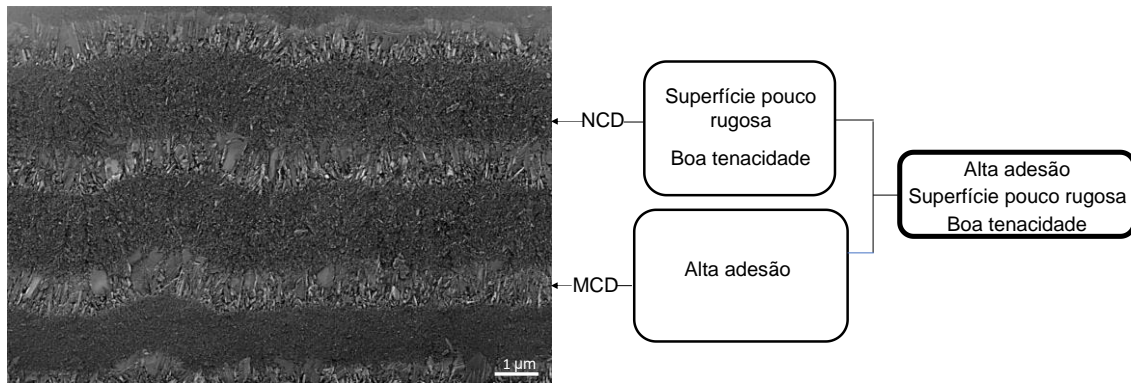 NCD
Superfície pouco
rugosa
Boa tenacidade
Alta adesão
Superfície pouco rugosa
Boa tenacidade
MCD
Alta adesão
1 µm